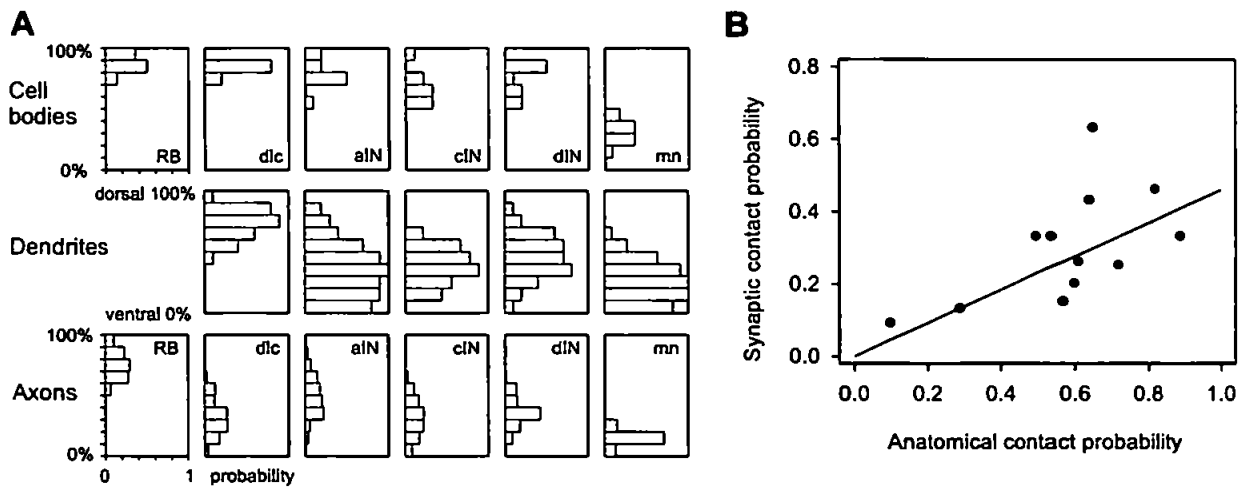 A
B
100%
Cell
bodies
0%
RB
dlc
aIN
cIN
dIN
mn
dorsal 100%
Dendrites
ventral 0%
100%
RB
dlc
aIN
cIN
dIN
mn
Axons
0%
0
1
probability
0.8
0.6
0.4
0.2
0.0
Synaptic contact probability
0.0 0.2 0.4 0.6 0.8 1.0
Anatomical contact probability